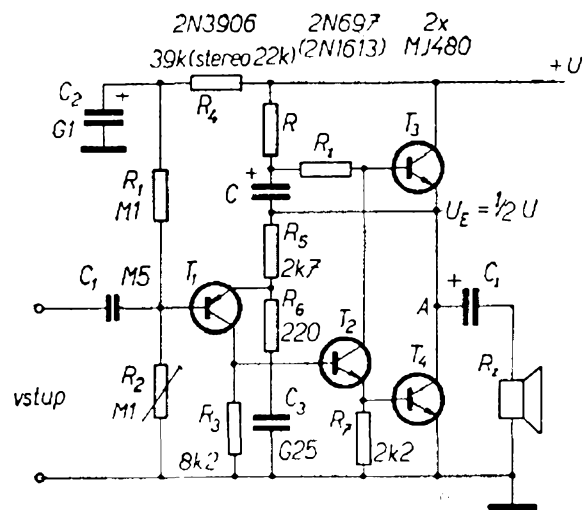 2N3906 2N697 2x
39k(stereo 22k) (2N1613) MJ480
+U
C2 +
G1
R4
R
T3
R1
M1
+
C
R1
UE = 1/2 U
R5
2k7
C1 M5 T1
R6
220
T2
A
+ C1
T4
R2
M1
vstup
R3
8k2
C3
G25
R7
2k2
Rz